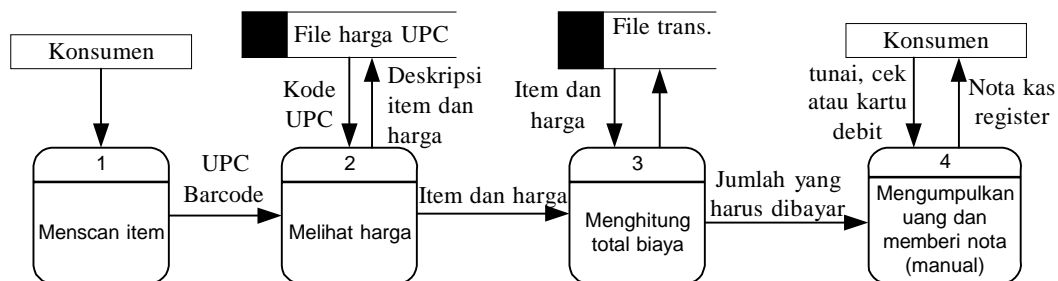 Konsumen
File harga UPC
File trans.
Konsumen
Kode
UPC
Deskripsi
item dan
harga
Item dan
harga
tunai, cek
atau kartu
debit
Nota kas
register
1
Menscan item
UPC
Barcode
2
Melihat harga
Item dan harga
3
Menghitung
total biaya
Jumlah yang
harus dibayar
4
Mengumpulkan
uang dan
memberi nota
(manual)